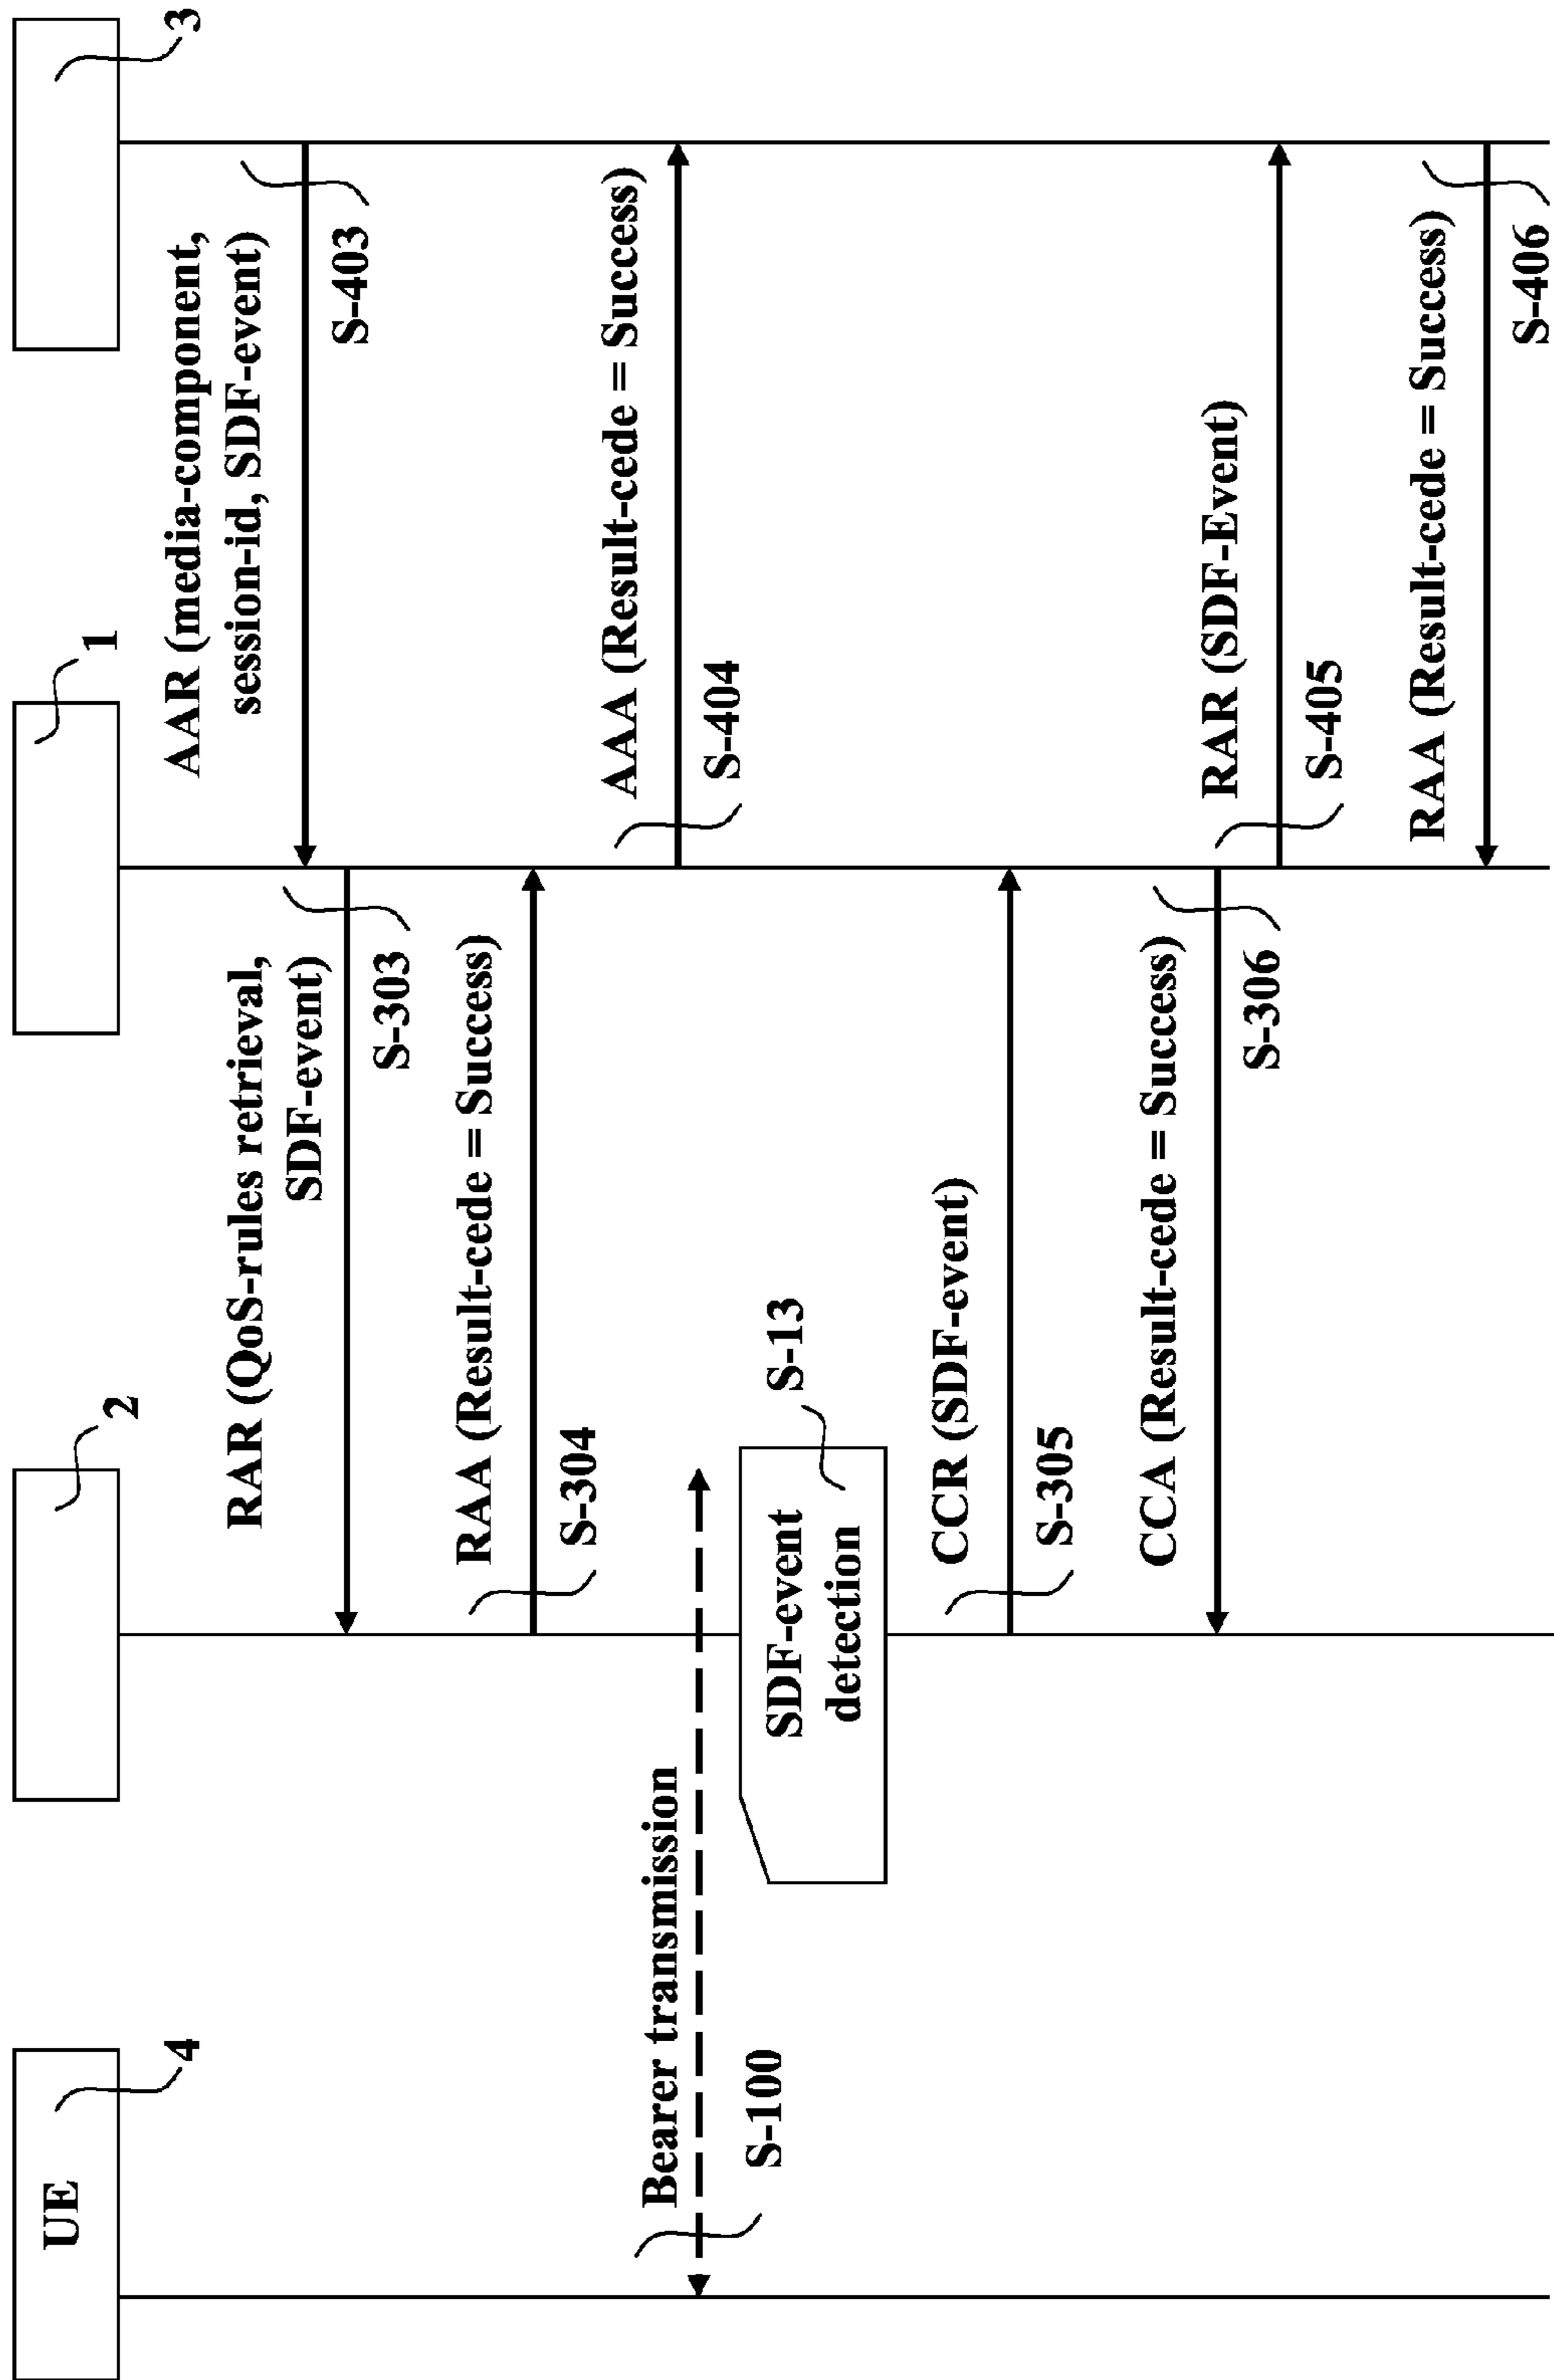 UE
4
2
1
3
AAR (media-component,
session-id, SDF-event)
S-403
RAR (QoS-rules retrieval,
SDF-event)
S-303
RAA (Result-cede = Success)
S-304
AAA (Result-cede = Success)
S-404
Bearer transmission
S-100
SDF-event
detection
S-13
CCR (SDF-event)
S-305
CCA (Result-cede = Success)
S-306
RAR (SDF-Event)
S-405
RAA (Result-cede = Success)
S-406